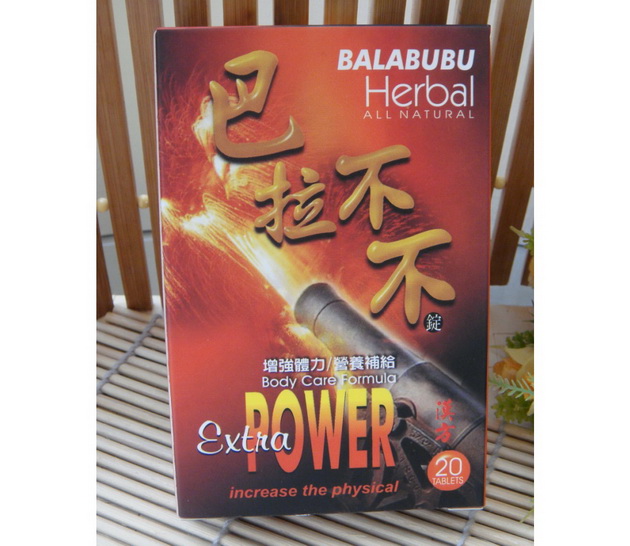 BALABUBU
Herbal
ALL NATURAL
巴拉不不
錠
增強體力/營養補給
Body Care Formula
Extra POWER
漢方
increase the physical
20
TABLETS